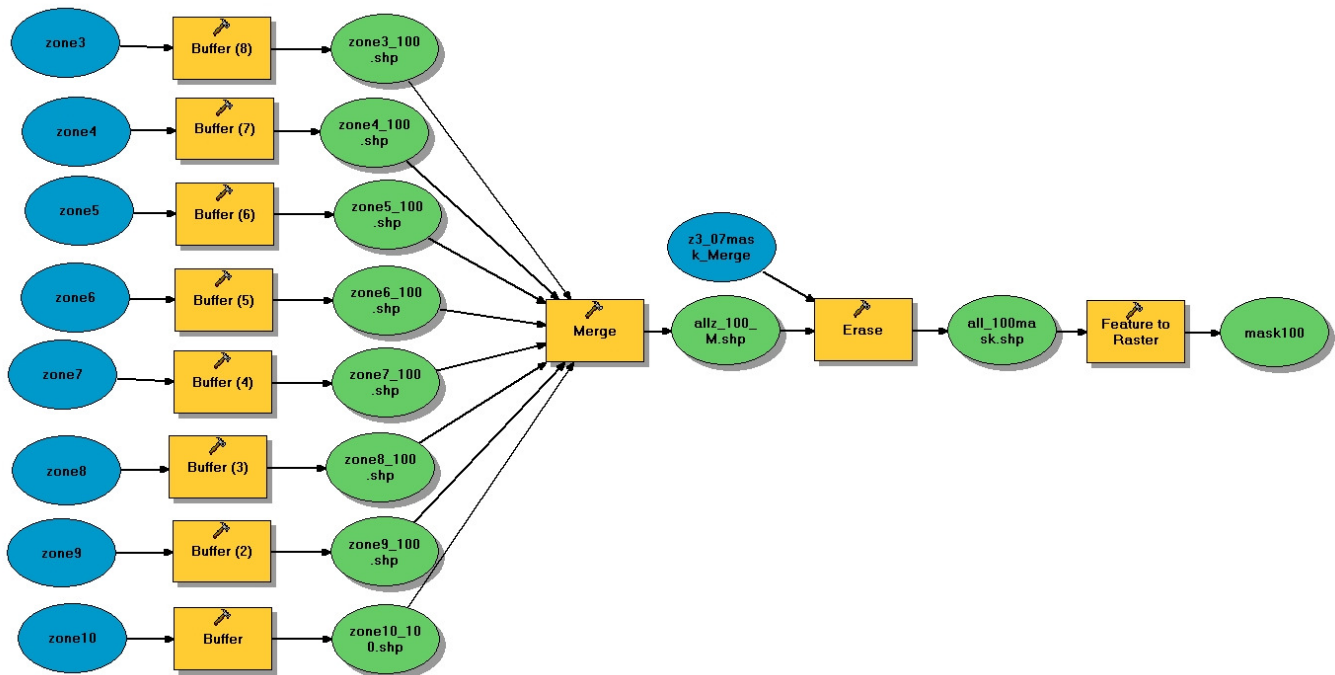 zone3
Buffer (8)
zone3_100
.shp
zone4
Buffer (7)
zone4_100
.shp
zone5
Buffer (6)
zone5_100
.shp
zone6
Buffer (5)
zone6_100
.shp
zone7
Buffer (4)
zone7_100
.shp
zone8
Buffer (3)
zone8_100
.shp
zone9
Buffer (2)
zone9_100
.shp
zone10
Buffer
zone10_10
0.shp
Merge
allz_100_
M.shp
z3_07mas
k_Merge
Erase
all_100ma
sk.shp
Feature to
Raster
mask100